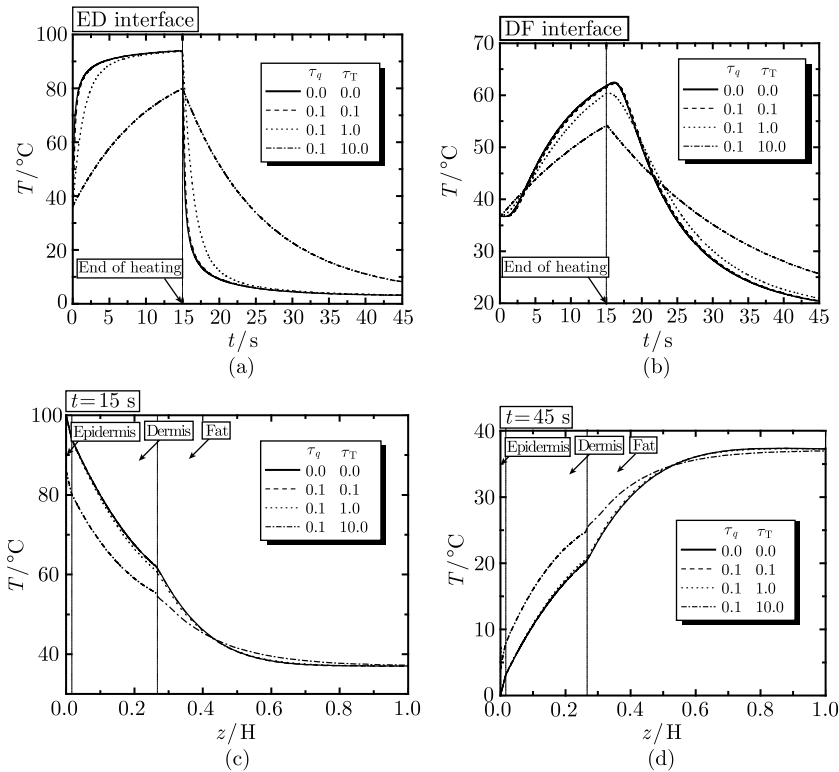 ED interface
100
80
60
40
20
0
T/°C
τq τT
0.0 0.0
0.1 0.1
0.1 1.0
0.1 10.0
End of heating
0 5 10 15 20 25 30 35 40 45
t/s
(a)
DF interface
70
60
50
40
30
20
T/°C
τq τT
0.0 0.0
0.1 0.1
0.1 1.0
0.1 10.0
End of heating
0 5 10 15 20 25 30 35 40 45
t/s
(b)
t=15 s
100
80
60
40
T/°C
Epidermis Dermis Fat
τq τT
0.0 0.0
0.1 0.1
0.1 1.0
0.1 10.0
0.0 0.2 0.4 0.6 0.8 1.0
z/H
(c)
t=45 s
40
30
20
10
0
T/°C
Epidermis Dermis Fat
τq τT
0.0 0.0
0.1 0.1
0.1 1.0
0.1 10.0
0.0 0.2 0.4 0.6 0.8 1.0
z/H
(d)